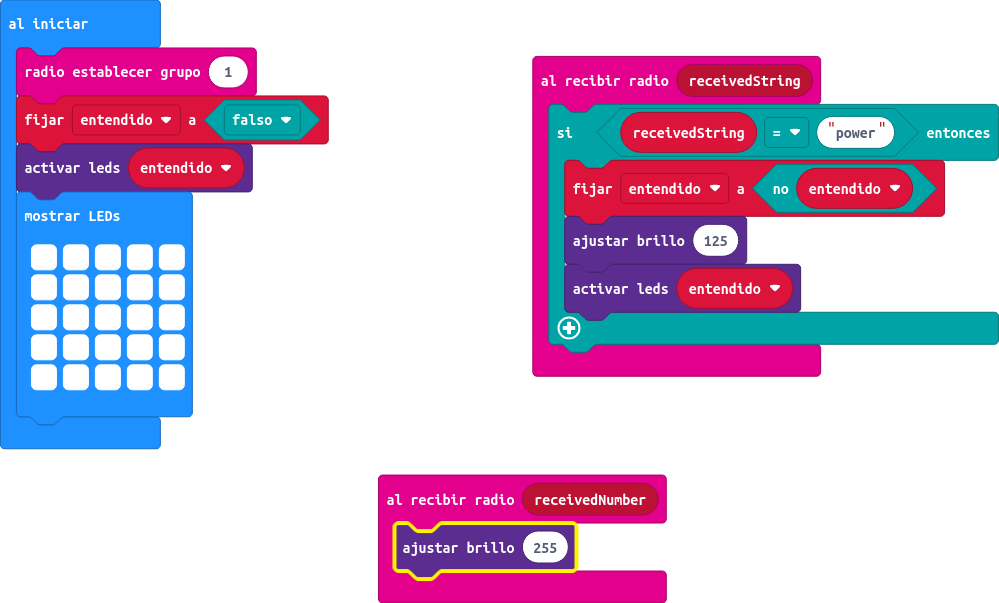 al iniciar
radio establecer grupo 1
fijar entendido a falso
activar leds entendido
mostrar LEDs
al recibir radio receivedString
si receivedString = "power" entonces
fijar entendido a no entendido
ajustar brillo 125
activar leds entendido
al recibir radio receivedNumber
ajustar brillo 255